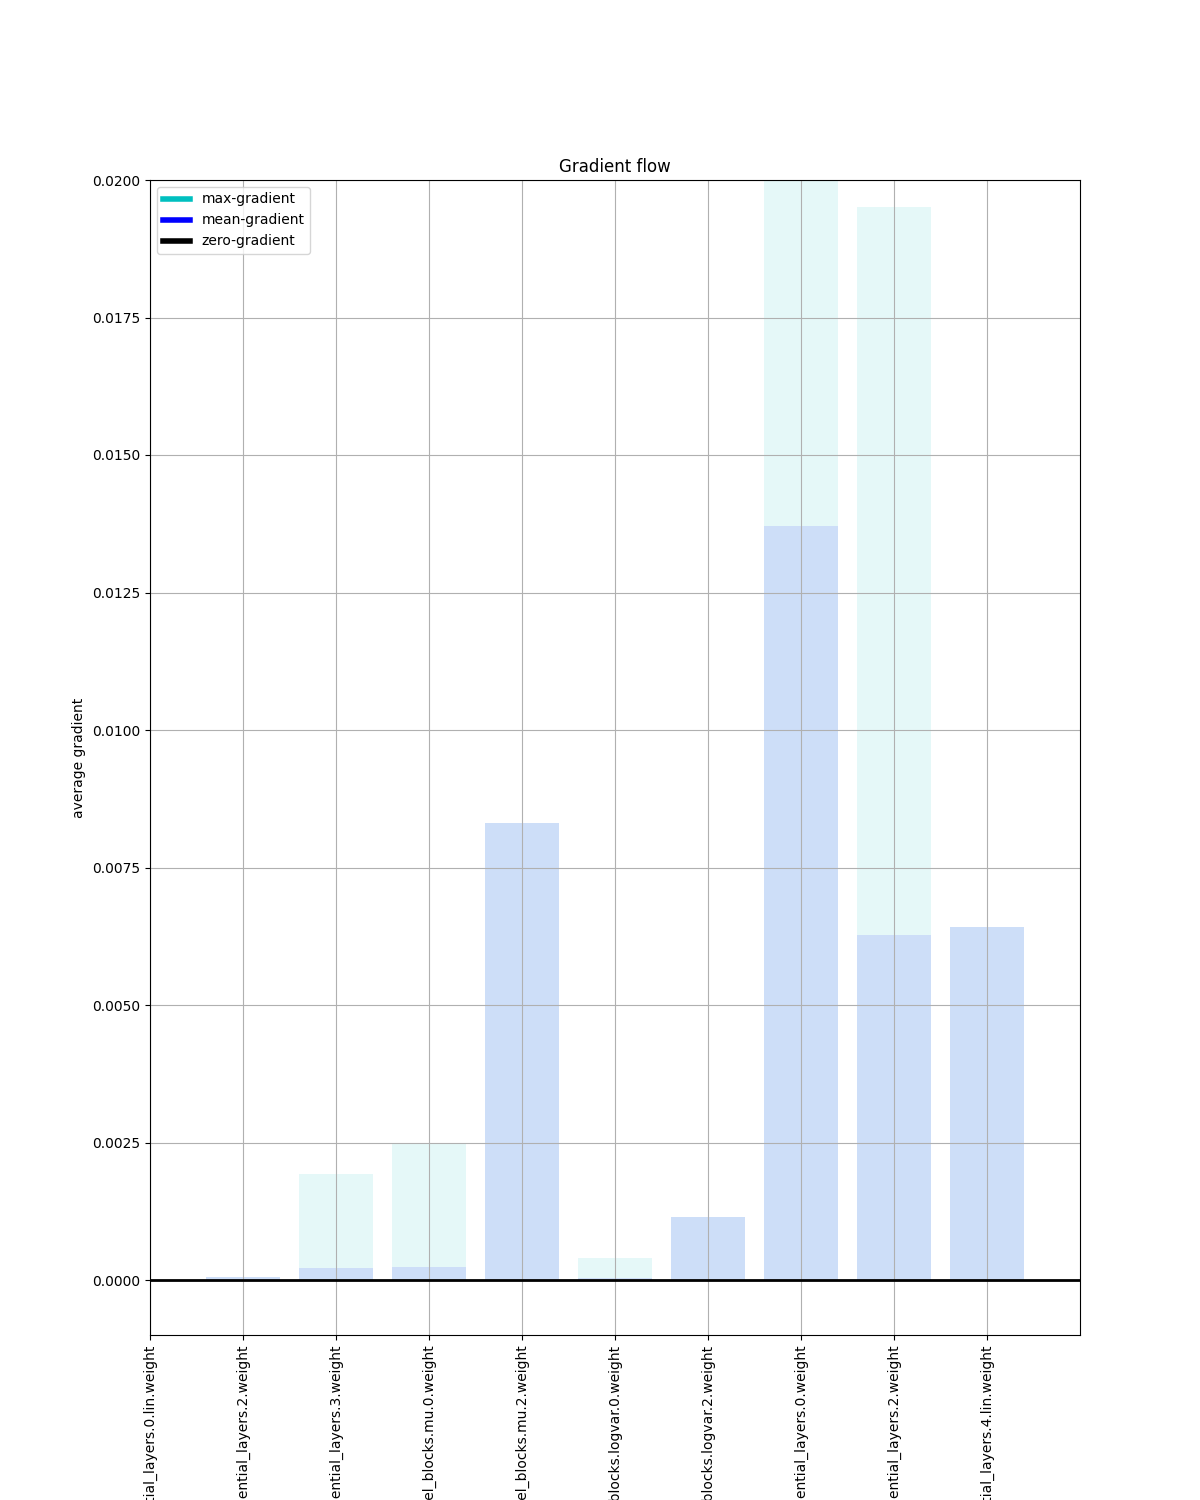 Gradient flow
max-gradient
mean-gradient
zero-gradient
average gradient
0.0200
0.0175
0.0150
0.0125
0.0100
0.0075
0.0050
0.0025
0.0000
tial_layers.0.lin.weight
ential_layers.2.weight
ential_layers.3.weight
el_blocks.mu.0.weight
el_blocks.mu.2.weight
blocks.logvar.0.weight
blocks.logvar.2.weight
ential_layers.0.weight
ential_layers.2.weight
tial_layers.4.lin.weight